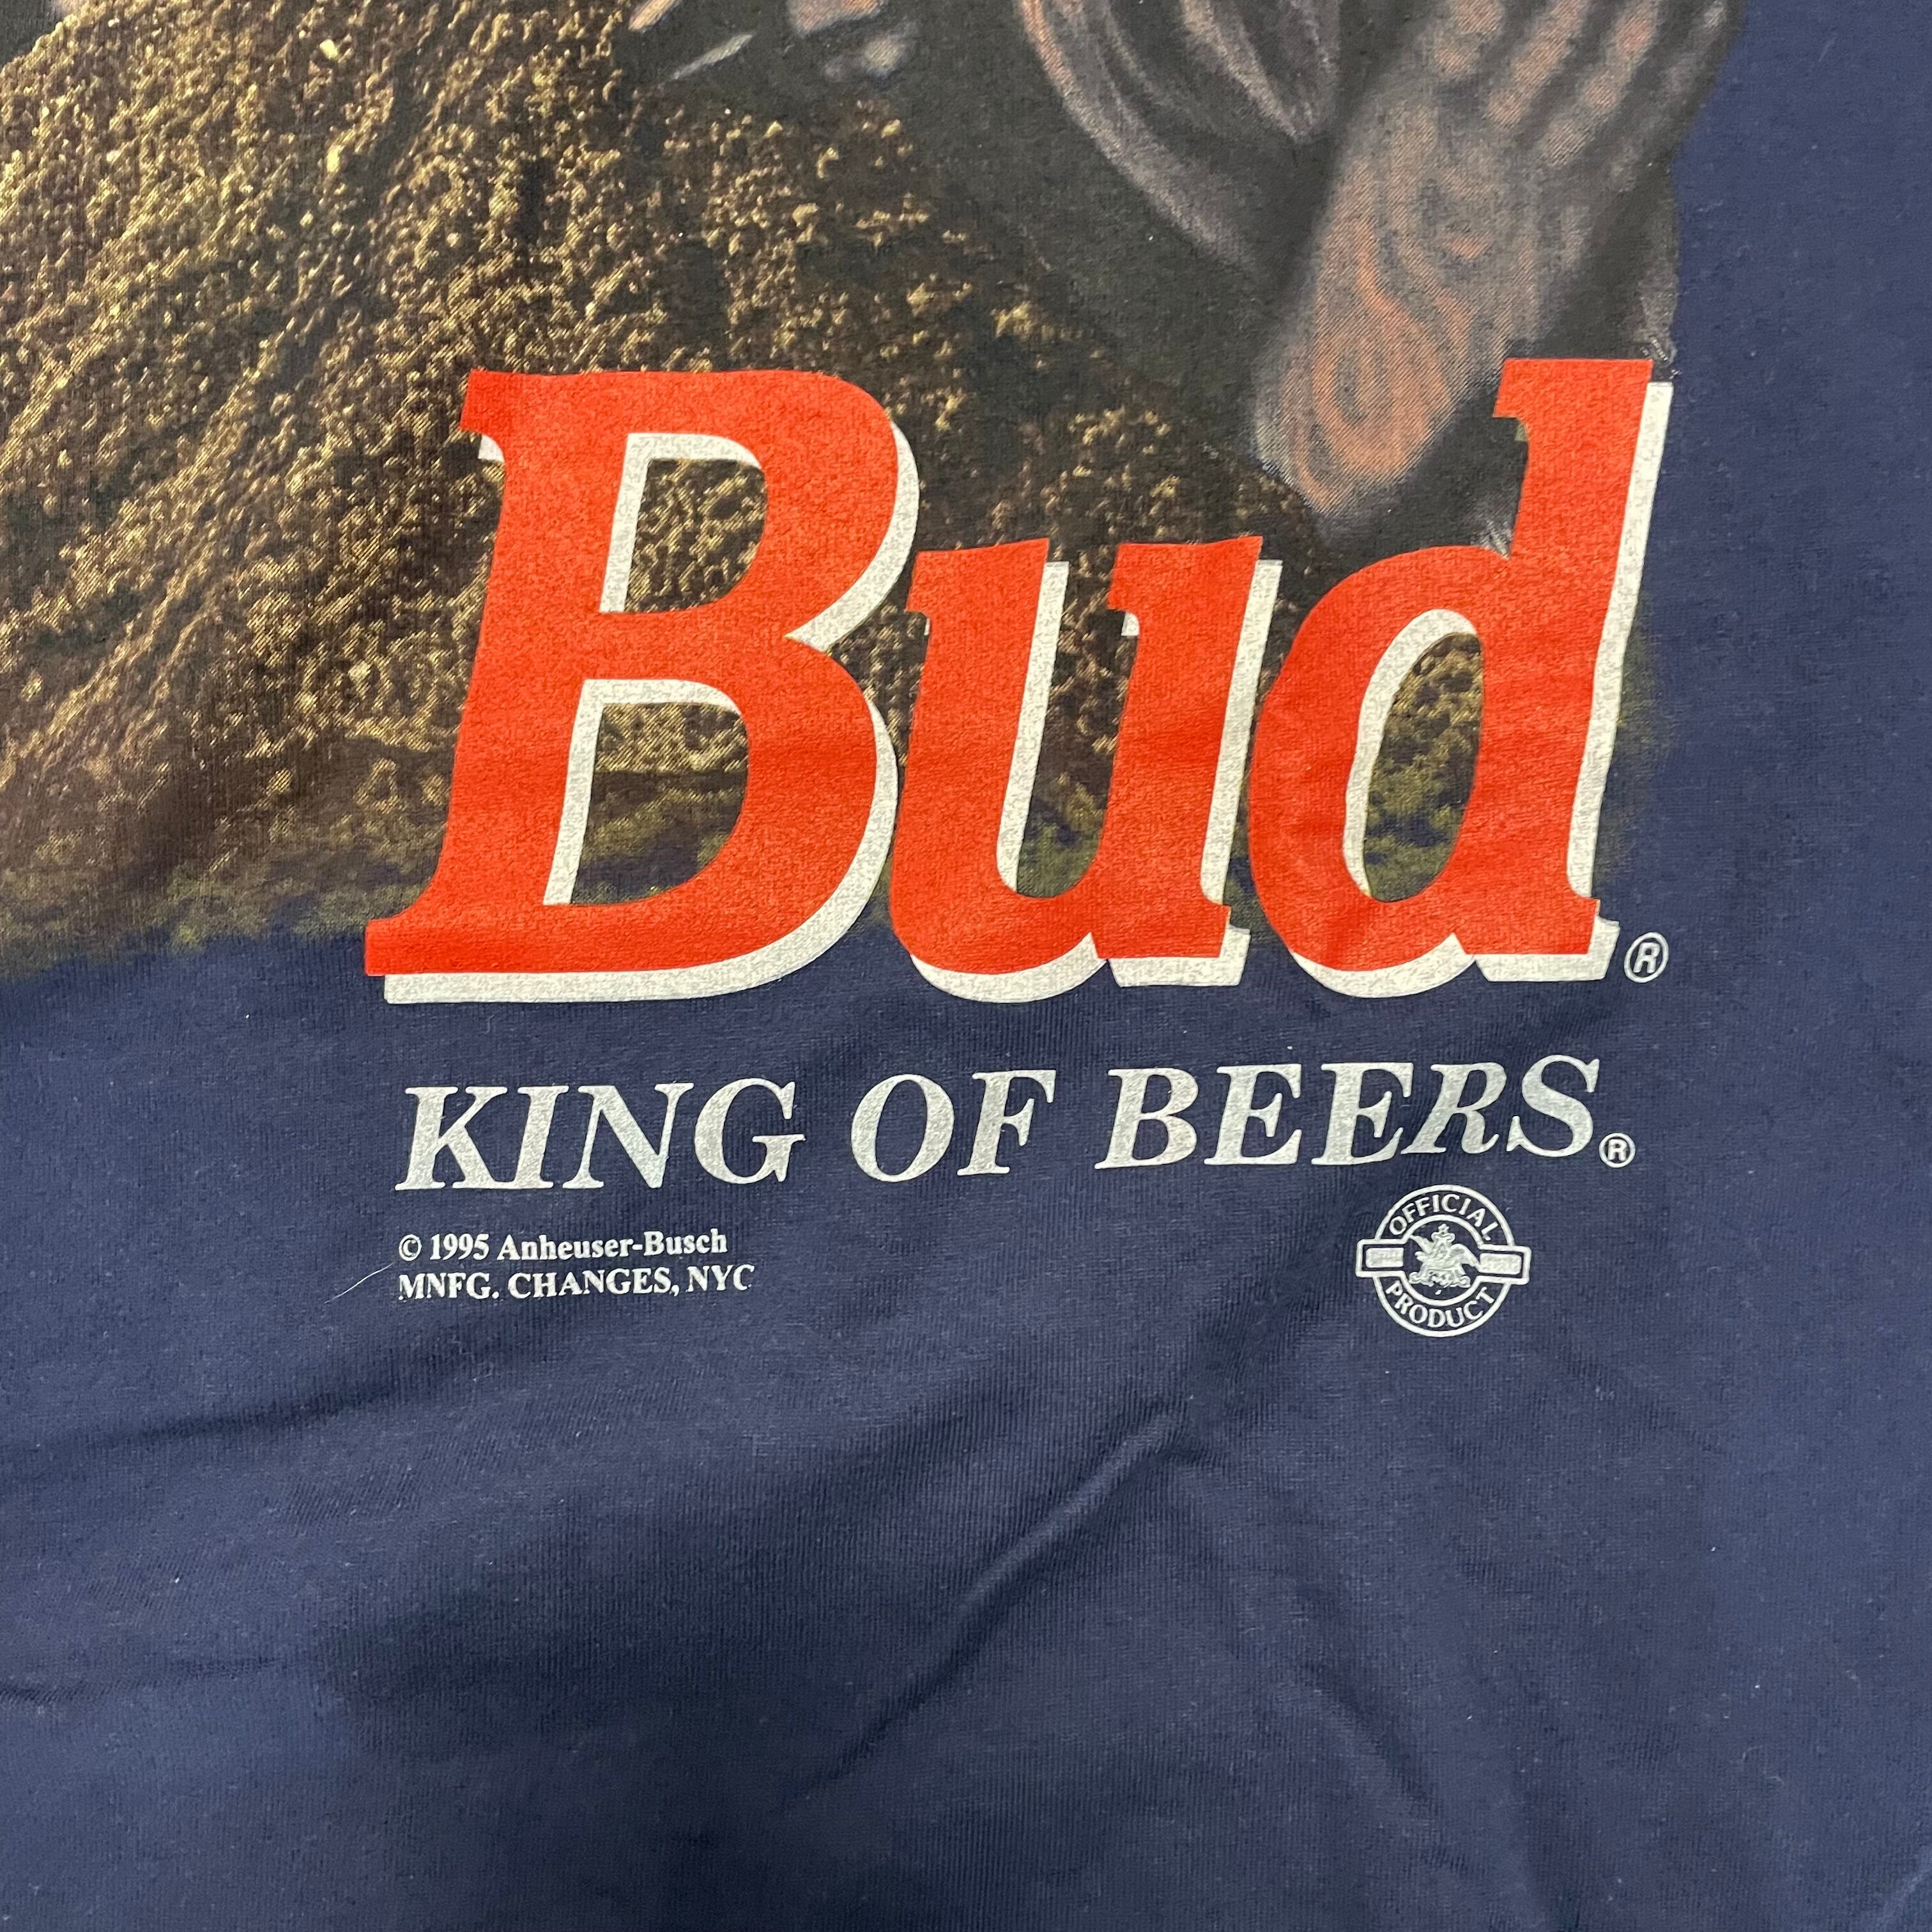 Bud®
KING OF BEERS®
© 1995 Anheuser-Busch
MNFG. CHANGES, NYC
OFFICIAL
PRODUCT